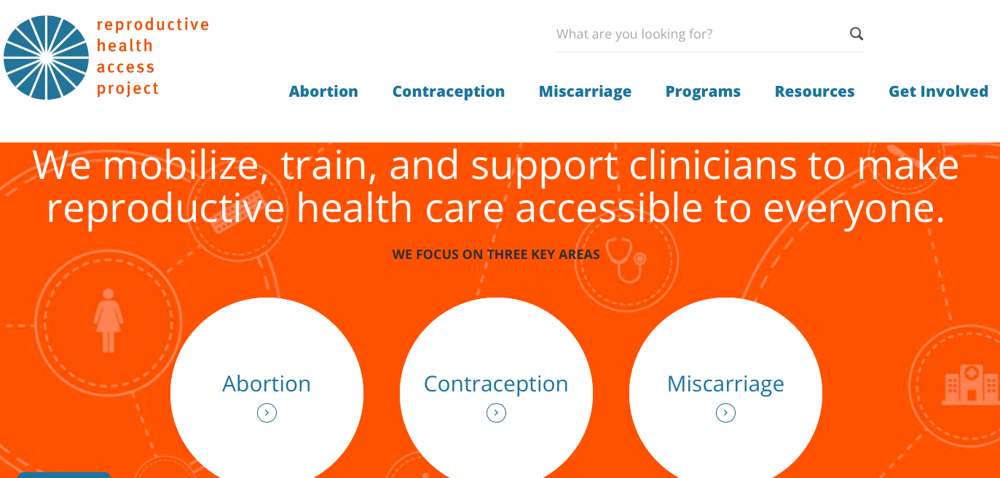 reproductive
health
access
project
What are you looking for?
Abortion Contraception Miscarriage Programs Resources Get Involved
We mobilize, train, and support clinicians to make
reproductive health care accessible to everyone.
WE FOCUS ON THREE KEY AREAS
Abortion Contraception Miscarriage